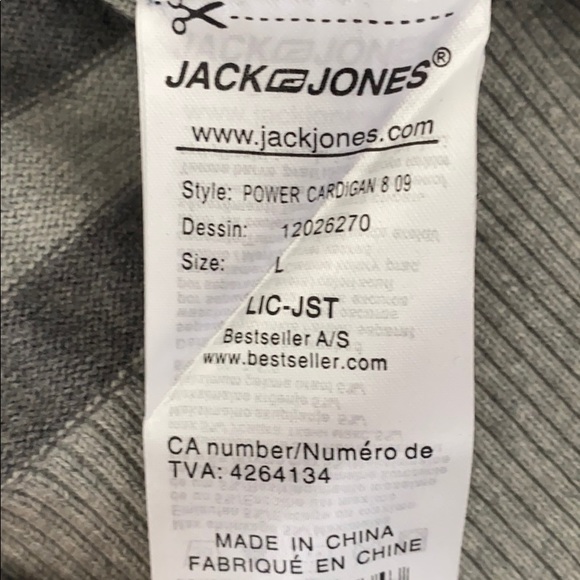 JACK JONES®
www.jackjones.com
Style: POWER CARDIGAN 8 09
Dessin: 12026270
Size: L
LIC-JST
Bestseller A/S
www.bestseller.com
CA number/Numéro de
TVA: 4264134
MADE IN CHINA
FABRIQUÉ EN CHINE